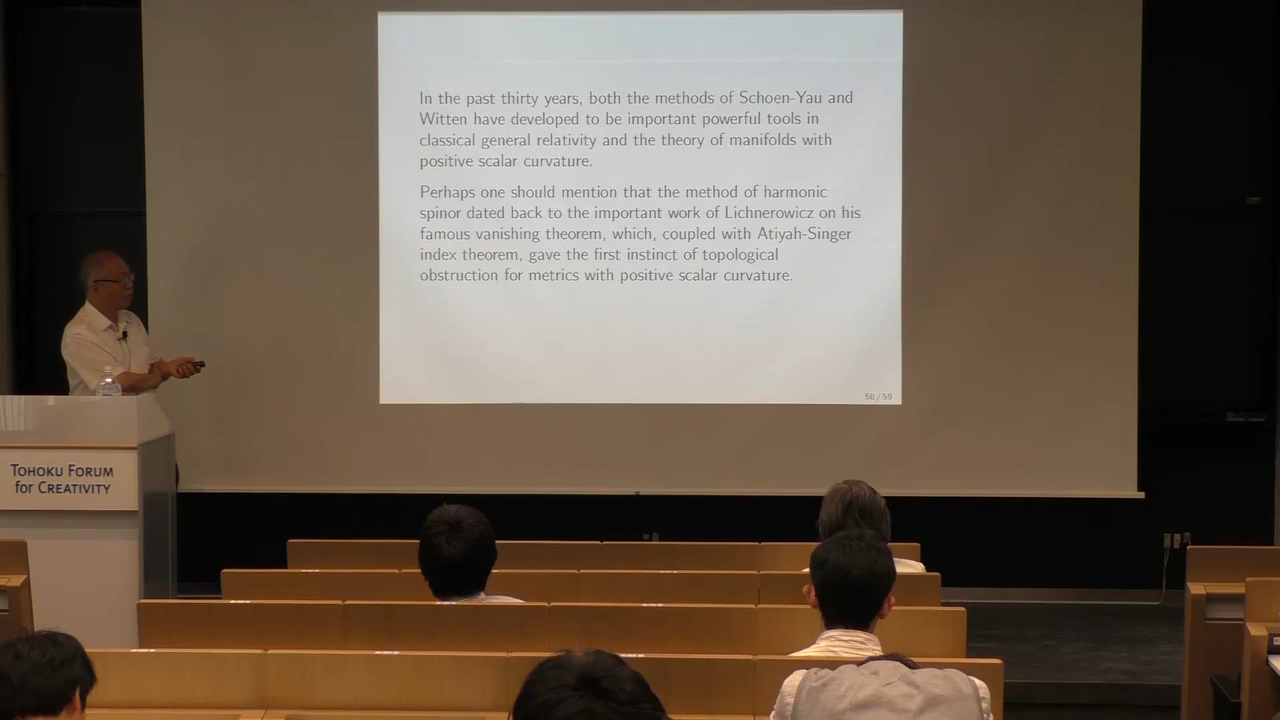 In the past thirty years, both the methods of Schoen-Yau and
Witten have developed to be important powerful tools in
classical general relativity and the theory of manifolds with
positive scalar curvature.
Perhaps one should mention that the method of harmonic
spinor dated back to the important work of Lichnerowicz on his
famous vanishing theorem, which, coupled with Atiyah-Singer
index theorem, gave the first instinct of topological
obstruction for metrics with positive scalar curvature.
50 / 59
TOHOKU FORUM
for CREATIVITY